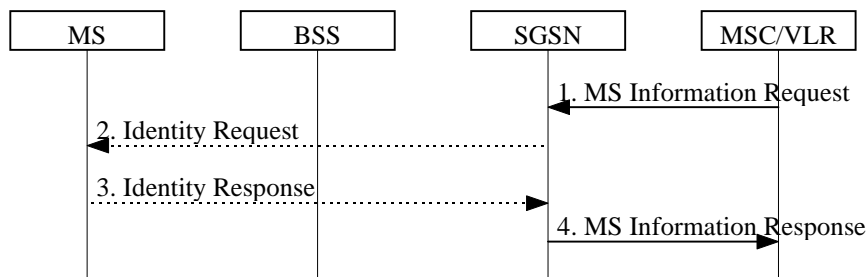 MS
BSS
SGSN
MSC/VLR
1. MS Information Request
2. Identity Request
3. Identity Response
4. MS Information Response